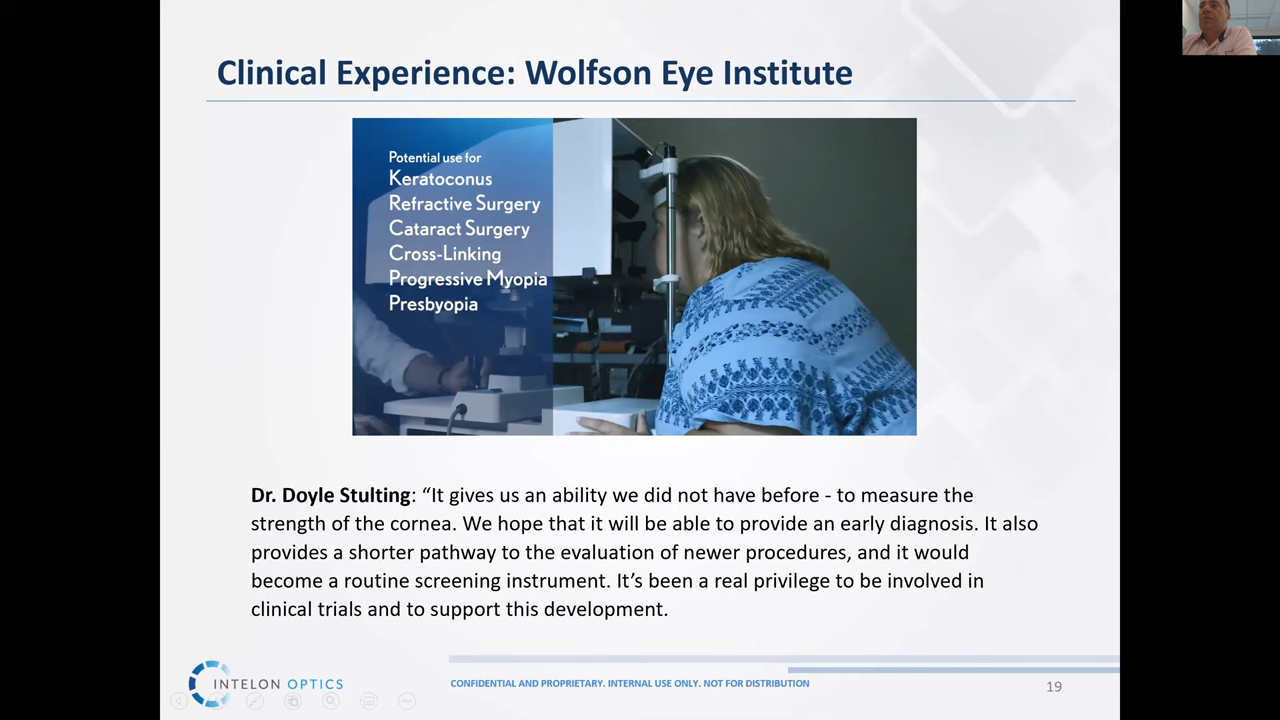 Clinical Experience: Wolfson Eye Institute
Potential use for
Keratoconus
Refractive Surgery
Cataract Surgery
Cross-Linking
Progressive Myopia
Presbyopia
Dr. Doyle Stulting: “It gives us an ability we did not have before - to measure the
strength of the cornea. We hope that it will be able to provide an early diagnosis. It also
provides a shorter pathway to the evaluation of newer procedures, and it would
become a routine screening instrument. It’s been a real privilege to be involved in
clinical trials and to support this development.
INTELON OPTICS
CONFIDENTIAL AND PROPRIETARY. INTERNAL USE ONLY. NOT FOR DISTRIBUTION
19